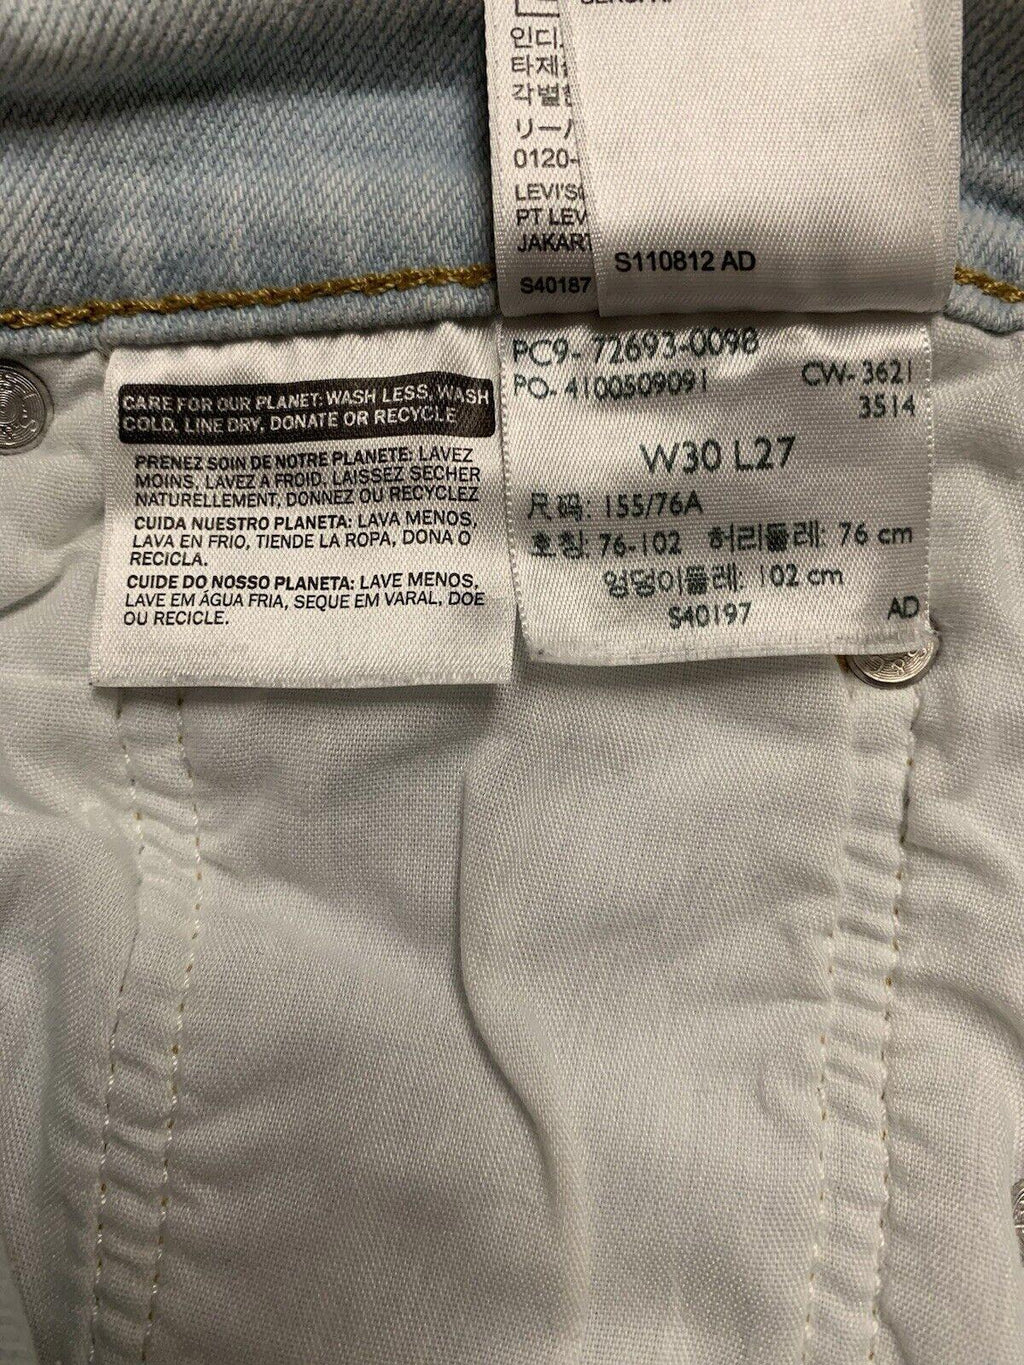 인디
타제
각별한
リー
0120-
LEVI'S
PT LEV
JAKART
S40187
S110812 AD
CARE FOR OUR PLANET: WASH LESS, WASH
COLD, LINE DRY, DONATE OR RECYCLE
PRENEZ SOIN DE NOTRE PLANETE: LAVEZ
MOINS, LAVEZ A FROID, LAISSEZ SECHER
NATURELLEMENT, DONNEZ OU RECYCLEZ
CUIDA NUESTRO PLANETA: LAVA MENOS,
LAVA EN FRIO, TIENDE LA ROPA, DONA O
RECICLA.
CUIDE DO NOSSO PLANETA: LAVE MENOS,
LAVE EM ÁGUA FRIA, SEQUE EM VARAL, DOE
OU RECICLE.
PC9- 72693-0098
PO- 4100509091 CW- 3621
3514
W30 L27
尺码: 155/76A
호칭: 76-102 허리둘레: 76 cm
엉덩이둘레: 102 cm
S40197 AD